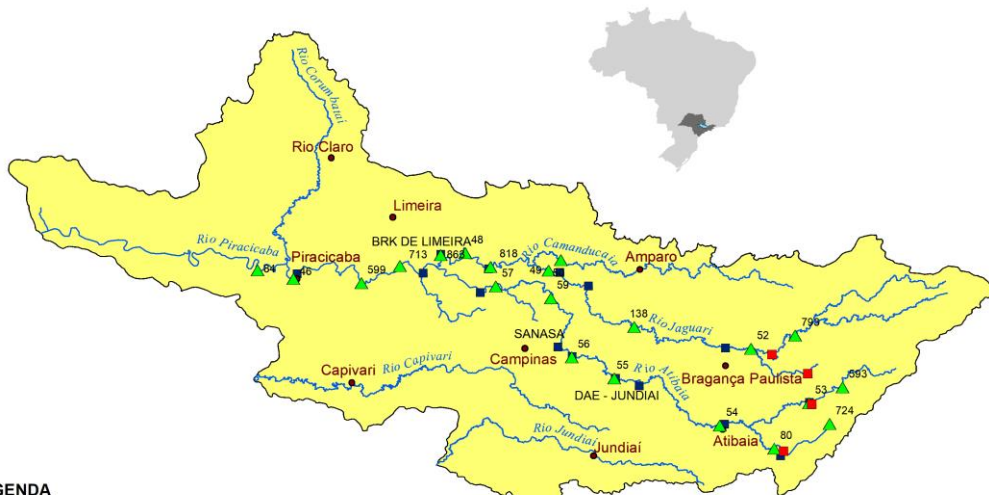 Rio Corumbataí
Rio Claro
Limeira
Rio Piracicaba
BRK DE LIMEIRA
48
Rio Camanducaia
Piracicaba
713
818
84
46
599
57
49
Amparo
59
138
Rio Jaguari
52
799
SANASA
Campinas
56
Capivari
Rio Capivari
55
Rio Atibaia
Bragança Paulista
593
DAE - JUNDIAI
53
54
724
Rio Jundiaí
Atibaia
80
Jundiaí
GENDA